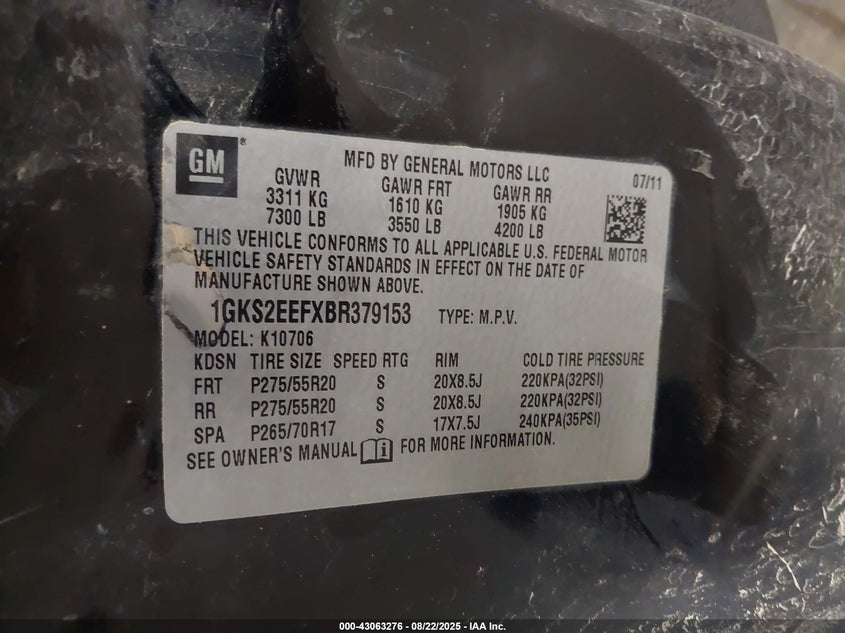 GM ®
MFD BY GENERAL MOTORS LLC
07/11
GVWR GAWR FRT GAWR RR
3311 KG 1610 KG 1905 KG
7300 LB 3550 LB 4200 LB
THIS VEHICLE CONFORMS TO ALL APPLICABLE U.S. FEDERAL MOTOR
VEHICLE SAFETY STANDARDS IN EFFECT ON THE DATE OF
MANUFACTURE SHOWN ABOVE.
1GKS2EEFXBR379153 TYPE: M.P.V.
MODEL: K10706
KDSN TIRE SIZE SPEED RTG RIM COLD TIRE PRESSURE
FRT P275/55R20 S 20X8.5J 220KPA(32PSI)
RR P275/55R20 S 20X8.5J 220KPA(32PSI)
SPA P265/70R17 S 17X7.5J 240KPA(35PSI)
SEE OWNER'S MANUAL i FOR MORE INFORMATION.
000-43063276 - 08/22/2025 - IAA Inc.